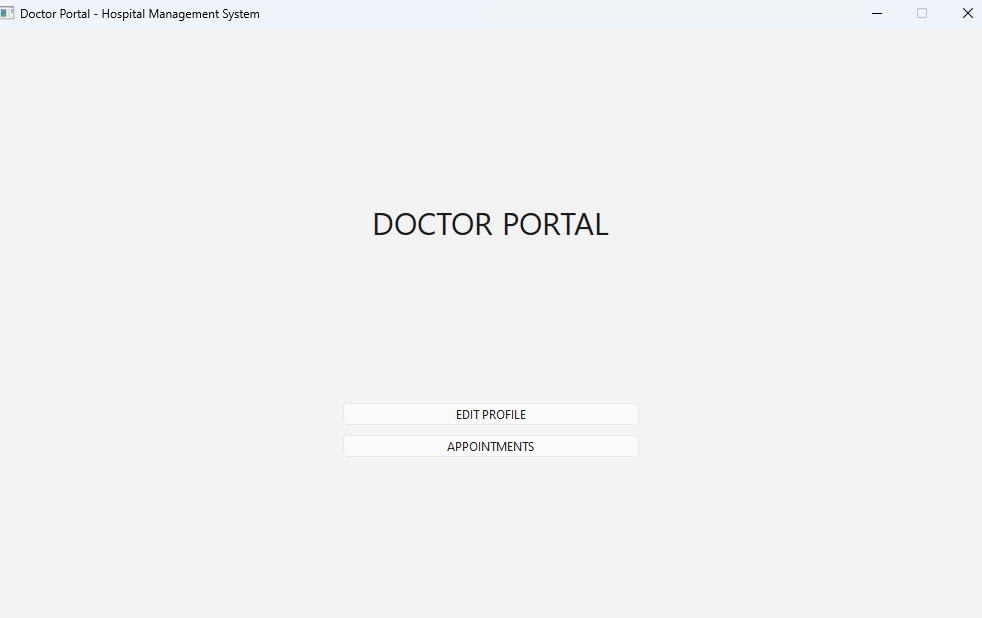 Doctor Portal - Hospital Management System
DOCTOR PORTAL
EDIT PROFILE
APPOINTMENTS